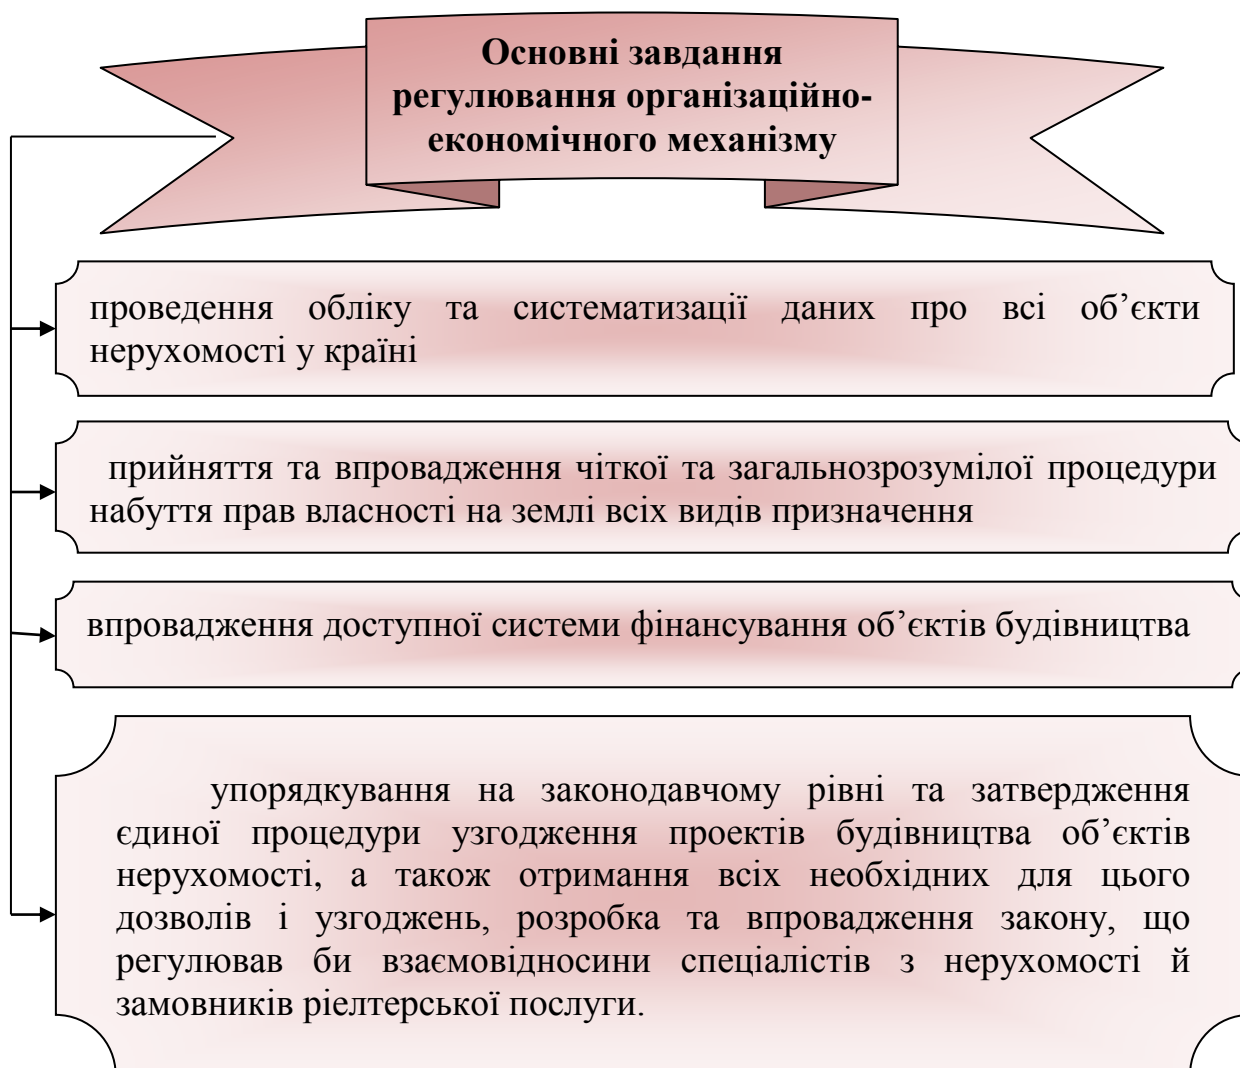 Основні завдання
регулювання організаційно-
економічного механізму
проведення обліку та систематизації даних про всі об’єкти
нерухомості у країні
прийняття та впровадження чіткої та загальнозрозумілої процедури
набуття прав власності на землі всіх видів призначення
впровадження доступної системи фінансування об’єктів будівництва
упорядкування на законодавчому рівні та затвердження
єдиної процедури узгодження проектів будівництва об’єктів
нерухомості, а також отримання всіх необхідних для цього
дозволів і узгоджень, розробка та впровадження закону, що
регулював би взаємовідносини спеціалістів з нерухомості й
замовників ріелтерської послуги.